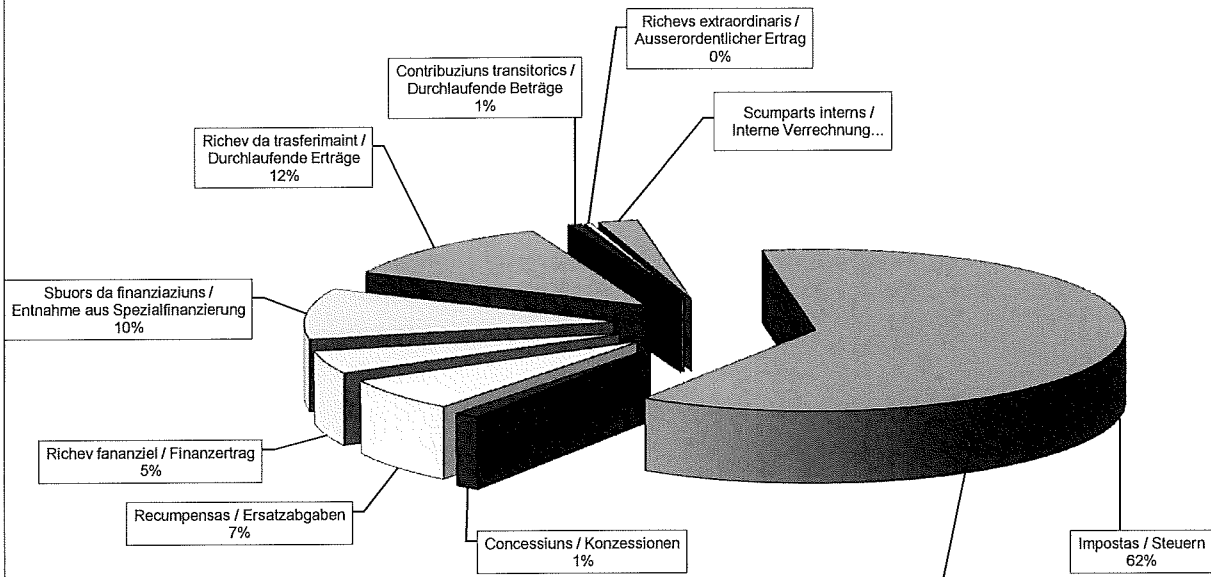 Richevs extraordinaris /
Ausserordentlicher Ertrag
0%
Contribuziuns transitorics /
Durchlaufende Beträge
1%
Scumparts interns /
Interne Verrechnung...
Richev da trasferimaint /
Durchlaufende Erträge
12%
Sbuors da finanziaziuns /
Entnahme aus Spezialfinanzierung
10%
Richev fananziel / Finanzertrag
5%
Recumpensas / Ersatzabgaben
7%
Concessiuns / Konzessionen
1%
Impostas / Steuern
62%